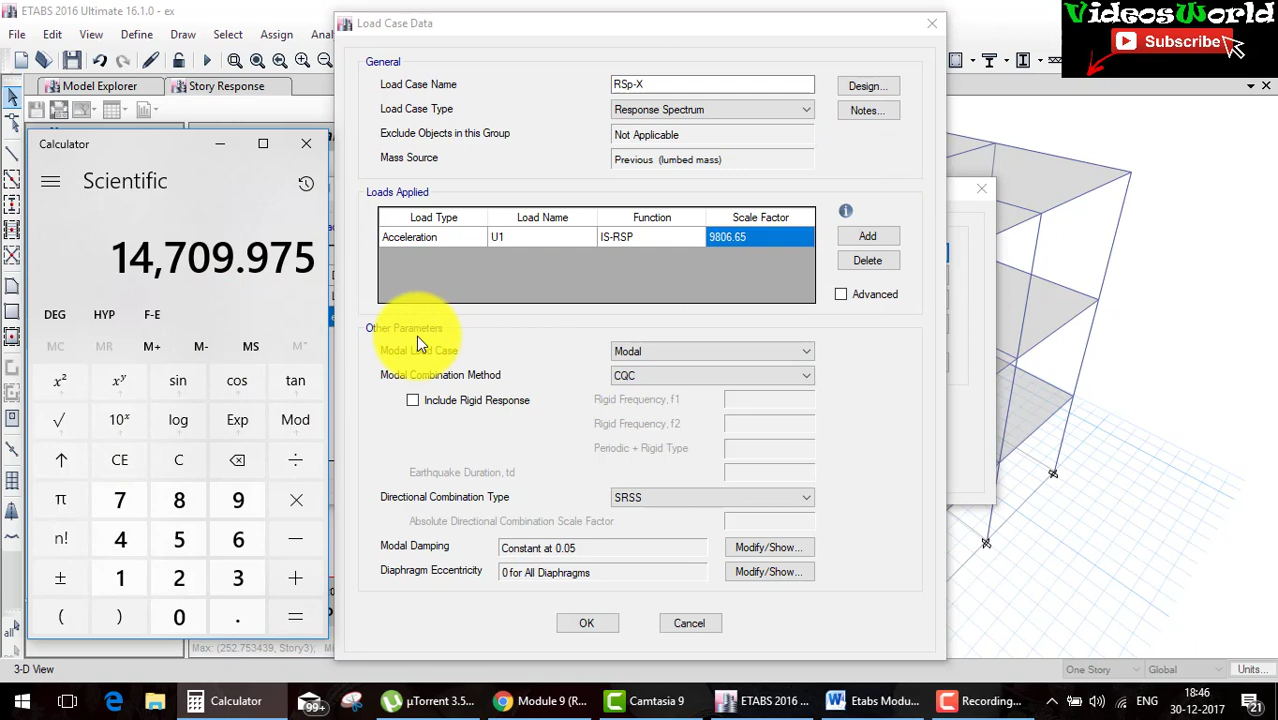 ETABS 2016 Ultimate 16.1.0 - ex
File Edit View Define Draw Select Assign
Model Explorer Story Response
Load Case Data
VideosWorld
Subscribe
General
Load Case Name RSp-X Design...
Load Case Type Response Spectrum Notes...
Exclude Objects in this Group Not Applicable
Mass Source Previous (lumbed mass)
Loads Applied
Load Type Load Name Function Scale Factor
Acceleration U1 IS-RSP 9806.65
Add
Delete
Advanced
Other Parameters
Modal Load Case Modal
Modal Combination Method CQC
Include Rigid Response Rigid Frequency, f1
Rigid Frequency, f2
Periodic + Rigid Type
Earthquake Duration, td
Directional Combination Type SRSS
Absolute Directional Combination Scale Factor
Modal Damping Constant at 0.05 Modify/Show...
Diaphragm Eccentricity 0 for All Diaphragms Modify/Show...
OK Cancel
Calculator
Scientific
14,709.975
DEG HYP F-E
MC MR M+ M- MS M˅
x² xʸ sin cos tan
√ 10ˣ log Exp Mod
↑ CE C ⌫ ÷
π 7 8 9 ×
n! 4 5 6 −
± 1 2 3 +
( ) 0 . =
all
Max: (252.753439, Story3);
3-D View One Story Global Units...
Calculator 99+ µTorrent 3.5... Module 9 (R... Camtasia 9 ETABS 2016 ... Etabs Modu... Recording... ENG 18:46
30-12-2017 21